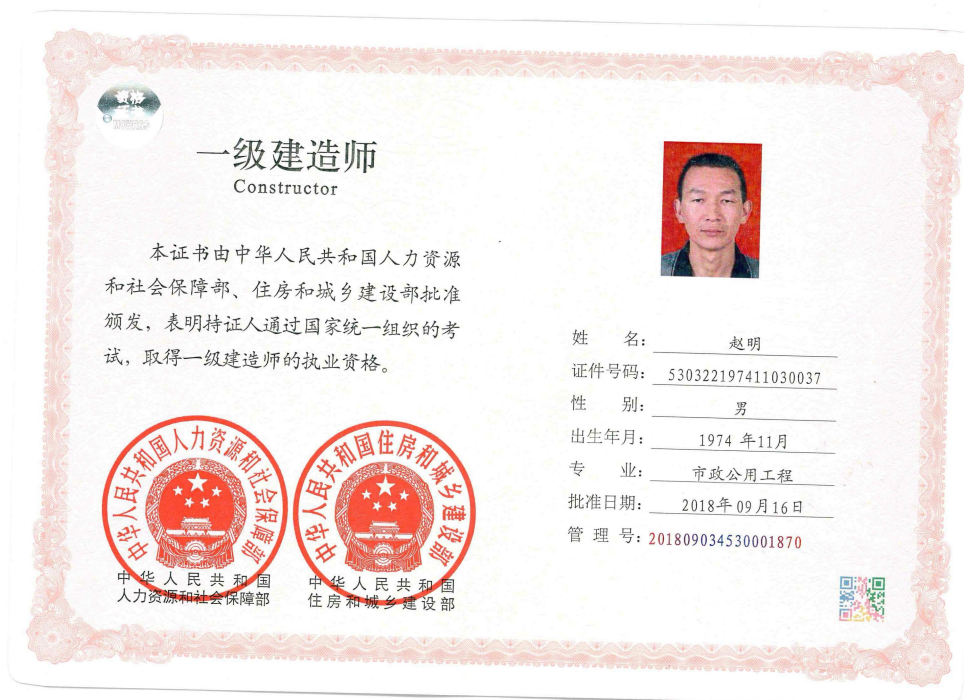 一级建造师
Constructor
本证书由中华人民共和国人力资源
和社会保障部、住房和城乡建设部批准
颁发，表明持证人通过国家统一组织的考
试，取得一级建造师的执业资格。
中华人民共和国人力资源和社会保障部
中华人民共和国
人力资源和社会保障部
中华人民共和国住房和城乡建设部
中华人民共和国
住房和城乡建设部
姓 名： 赵明
证件号码： 530322197411030037
性 别： 男
出生年月： 1974 年11月
专 业： 市政公用工程
批准日期： 2018年09月16日
管 理 号： 201809034530001870